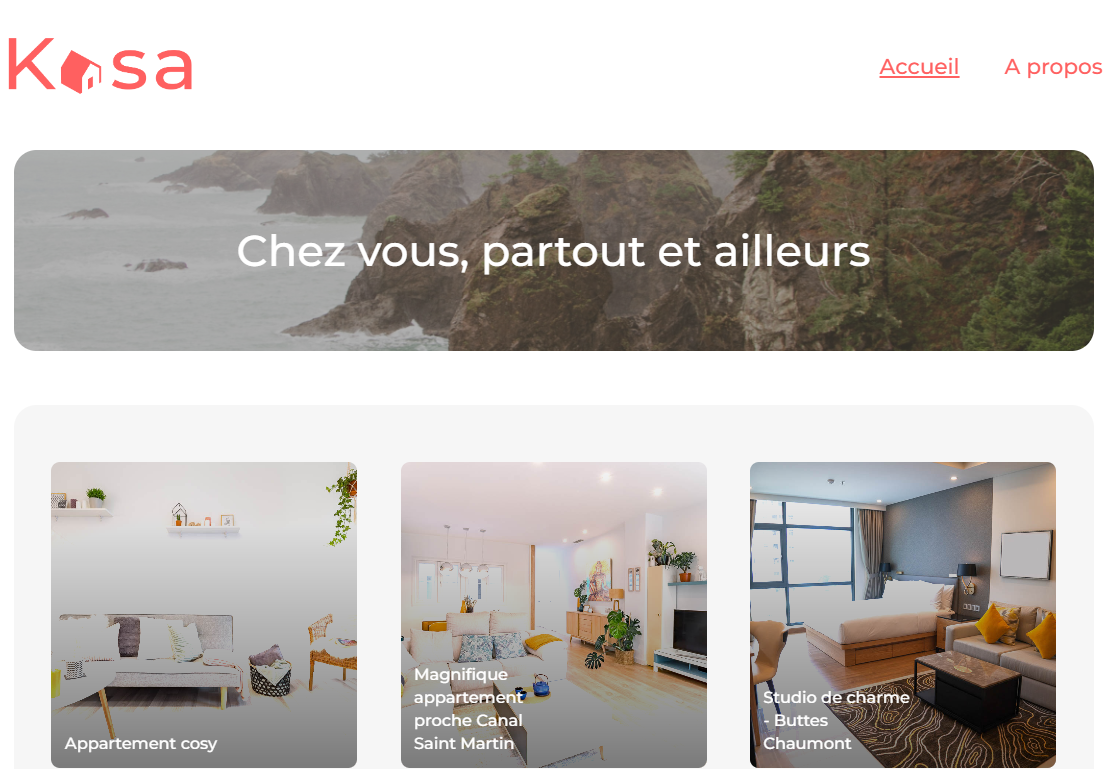 Kasa
Accueil
A propos
Chez vous, partout et ailleurs
Appartement cosy
Magnifique
appartement
proche Canal
Saint Martin
Studio de charme
- Buttes
Chaumont